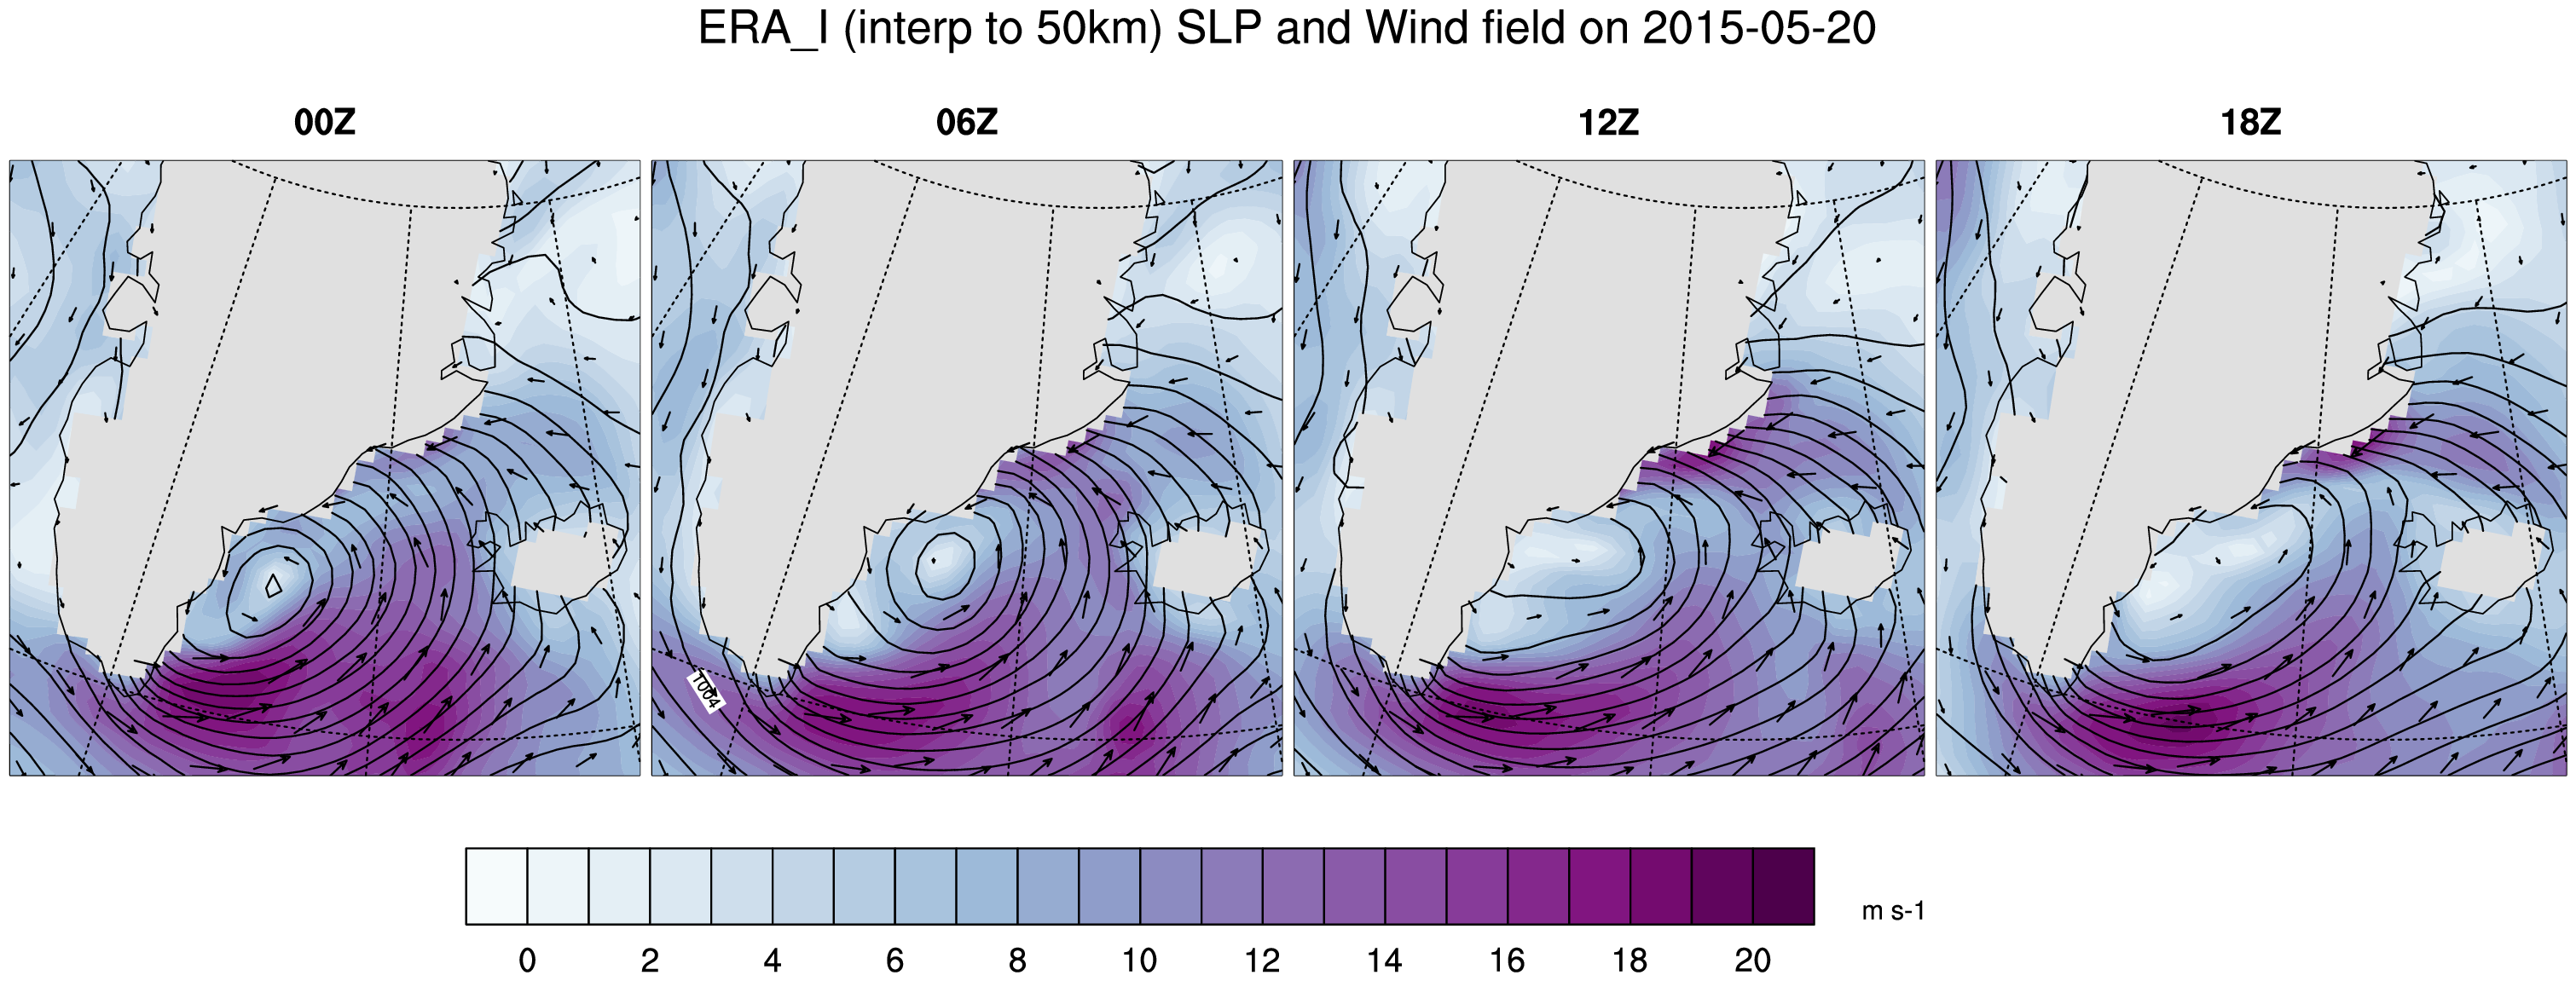 ERA_I (interp to 50km) SLP and Wind field on 2015-05-20
00Z 06Z 12Z 18Z
1004
m s-1
0 2 4 6 8 10 12 14 16 18 20